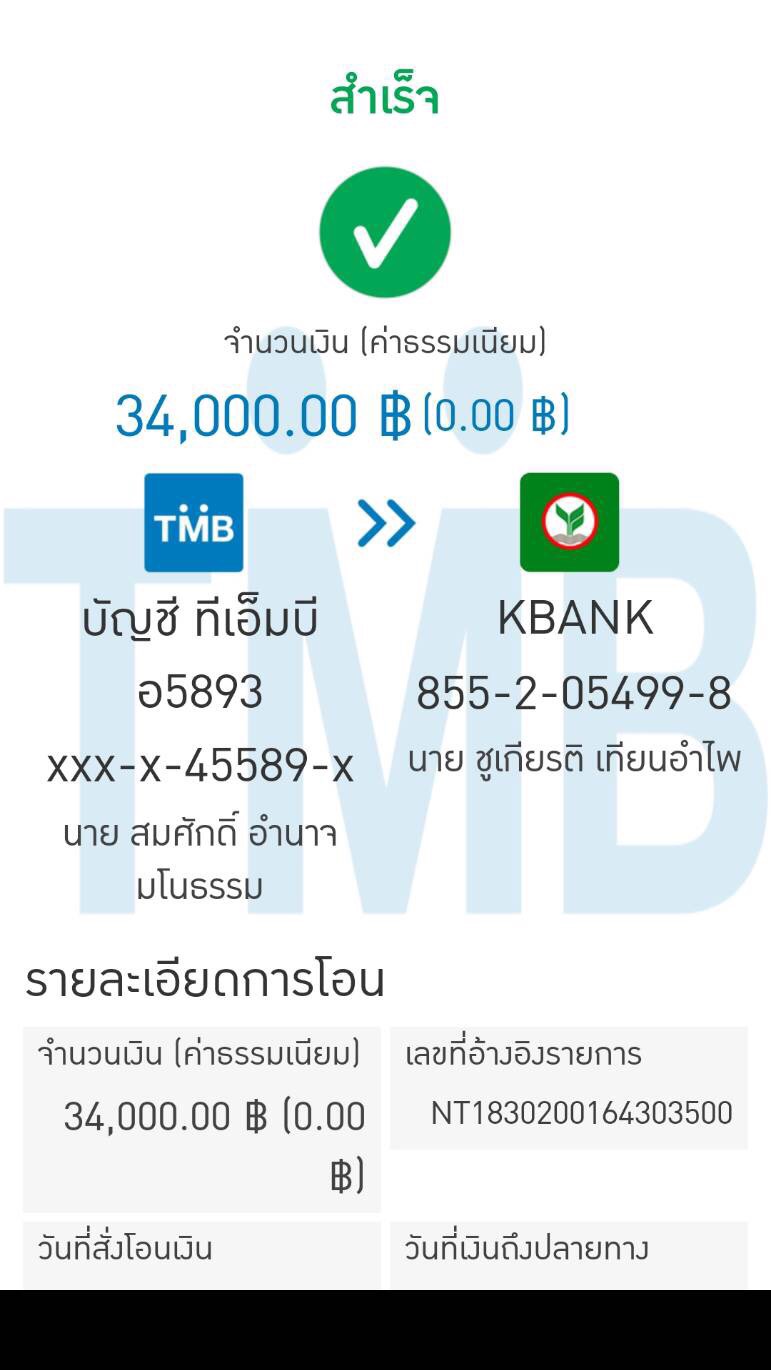 สำเร็จ
จำนวนเงิน (ค่าธรรมเนียม)
34,000.00 ฿ (0.00 ฿)
TMB
บัญชี ทีเอ็มบี
อ5893
xxx-x-45589-x
นาย สมศักดิ์ อำนาจ
มโนธรรม
KBANK
855-2-05499-8
นาย ชูเกียรติ เทียนอำไพ
TMB
รายละเอียดการโอน
จำนวนเงิน (ค่าธรรมเนียม)
34,000.00 ฿ (0.00
฿)
เลขที่อ้างอิงรายการ
NT1830200164303500
วันที่สั่งโอนเงิน
วันที่เงินถึงปลายทาง